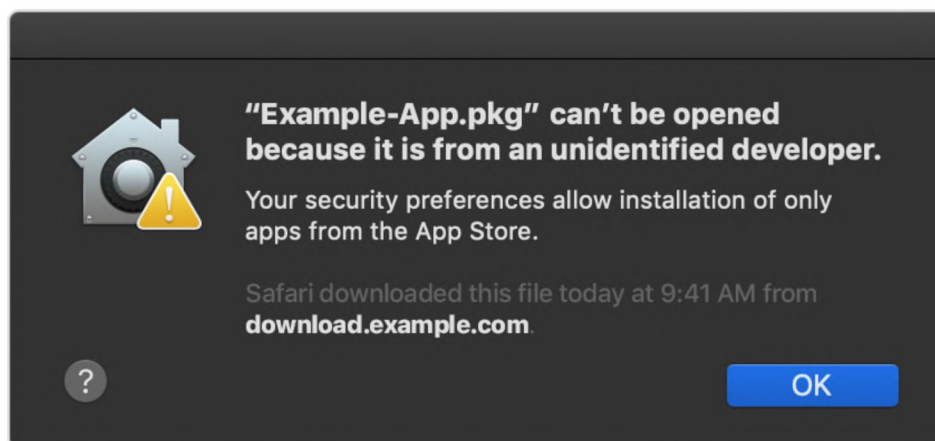 “Example-App.pkg” can’t be opened
because it is from an unidentified developer.
Your security preferences allow installation of only
apps from the App Store.
Safari downloaded this file today at 9:41 AM from
download.example.com.
?
OK